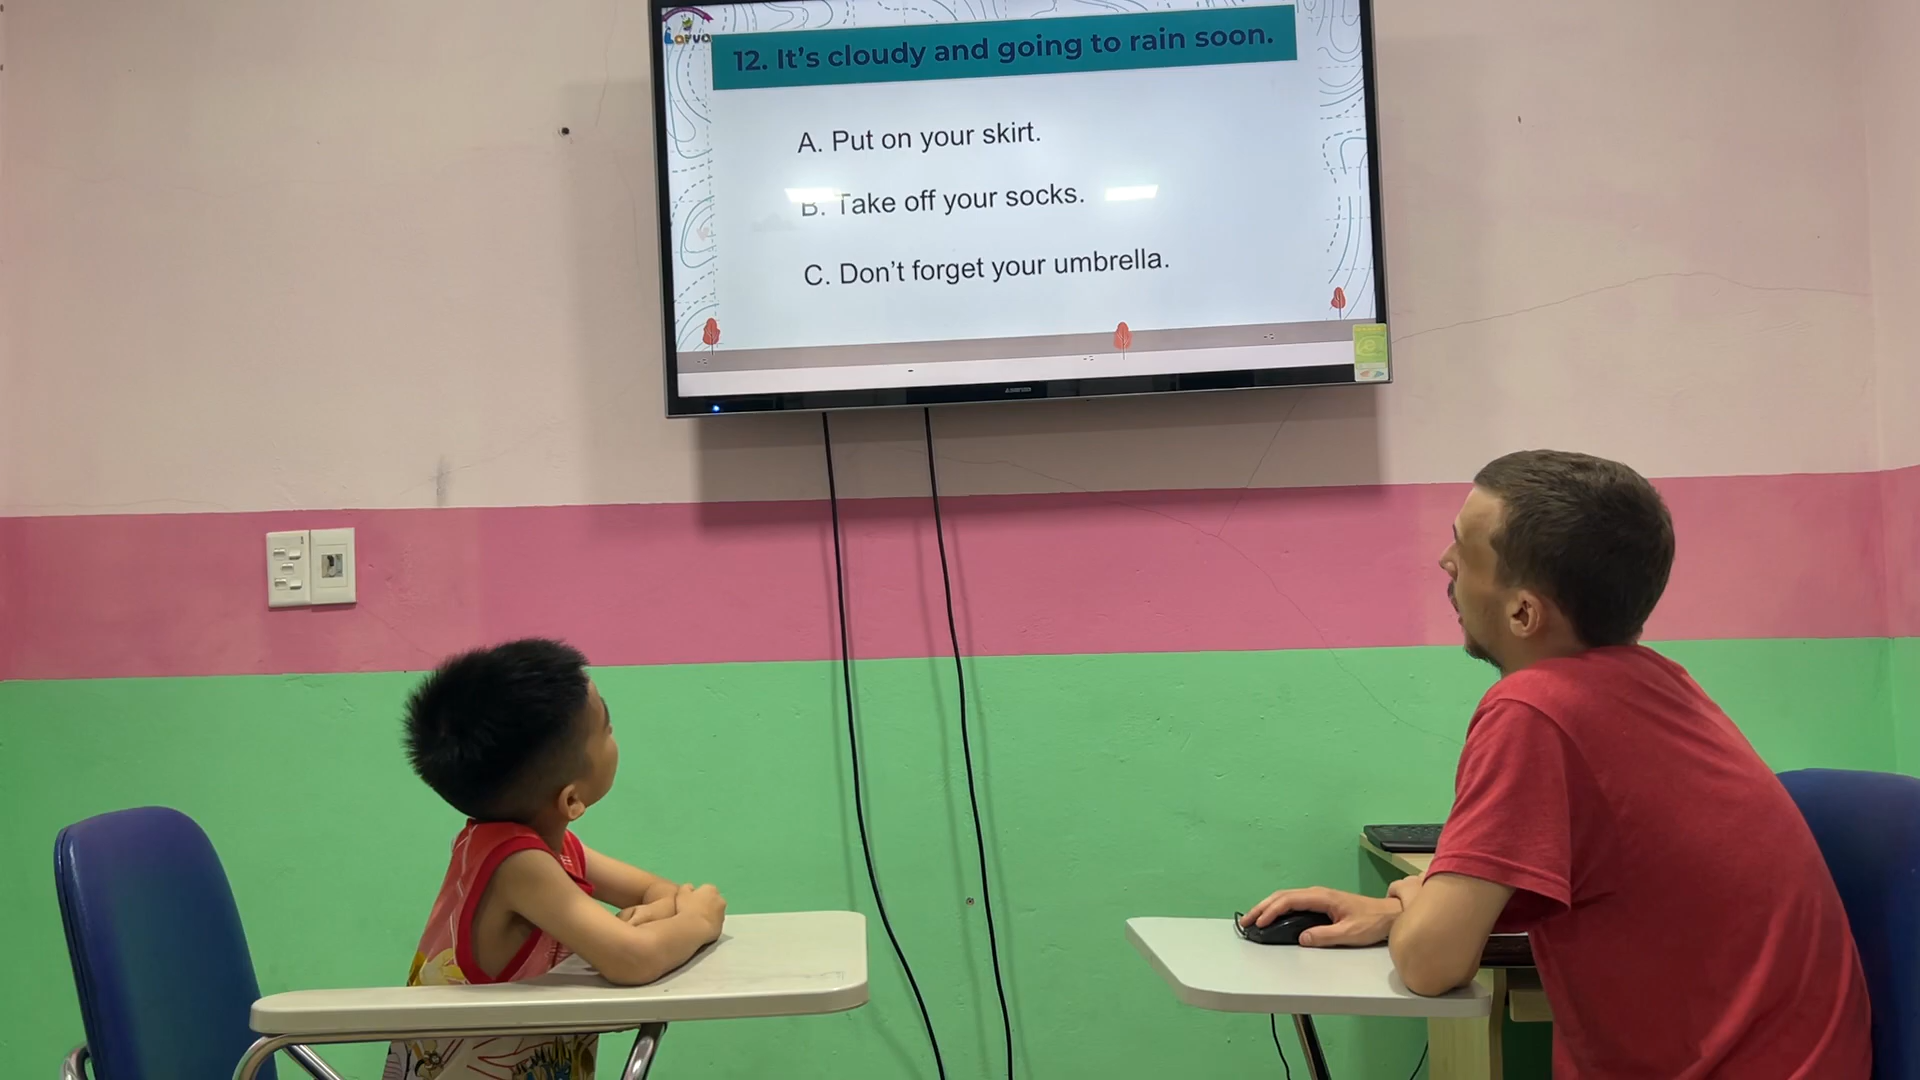 Larva
12. It's cloudy and going to rain soon.
A. Put on your skirt.
B. Take off your socks.
C. Don't forget your umbrella.